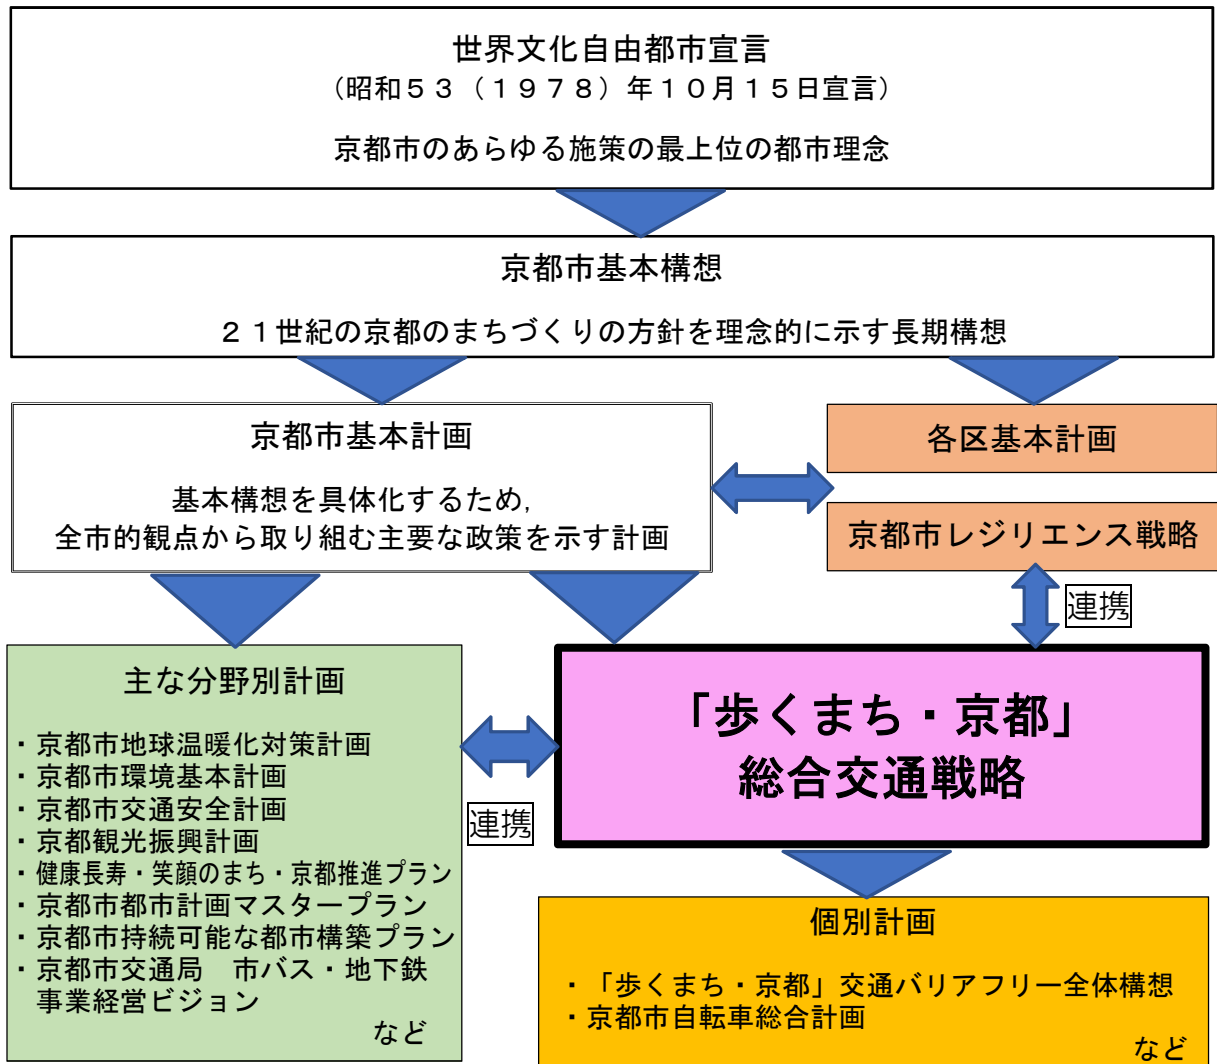 世界文化自由都市宣言
(昭和53(1978)年10月15日宣言)
京都市のあらゆる施策の最上位の都市理念
京都市基本構想
21世紀の京都のまちづくりの方針を理念的に示す長期構想
京都市基本計画
基本構想を具体化するため,
全市的観点から取り組む主要な政策を示す計画
各区基本計画
京都市レジリエンス戦略
連携
主な分野別計画
・京都市地球温暖化対策計画
・京都市環境基本計画
・京都市交通安全計画
・京都観光振興計画
・健康長寿・笑顔のまち・京都推進プラン
・京都市都市計画マスタープラン
・京都市持続可能な都市構築プラン
・京都市交通局 市バス・地下鉄
事業経営ビジョン
など
連携
「歩くまち・京都」
総合交通戦略
個別計画
・「歩くまち・京都」交通バリアフリー全体構想
・京都市自転車総合計画
など